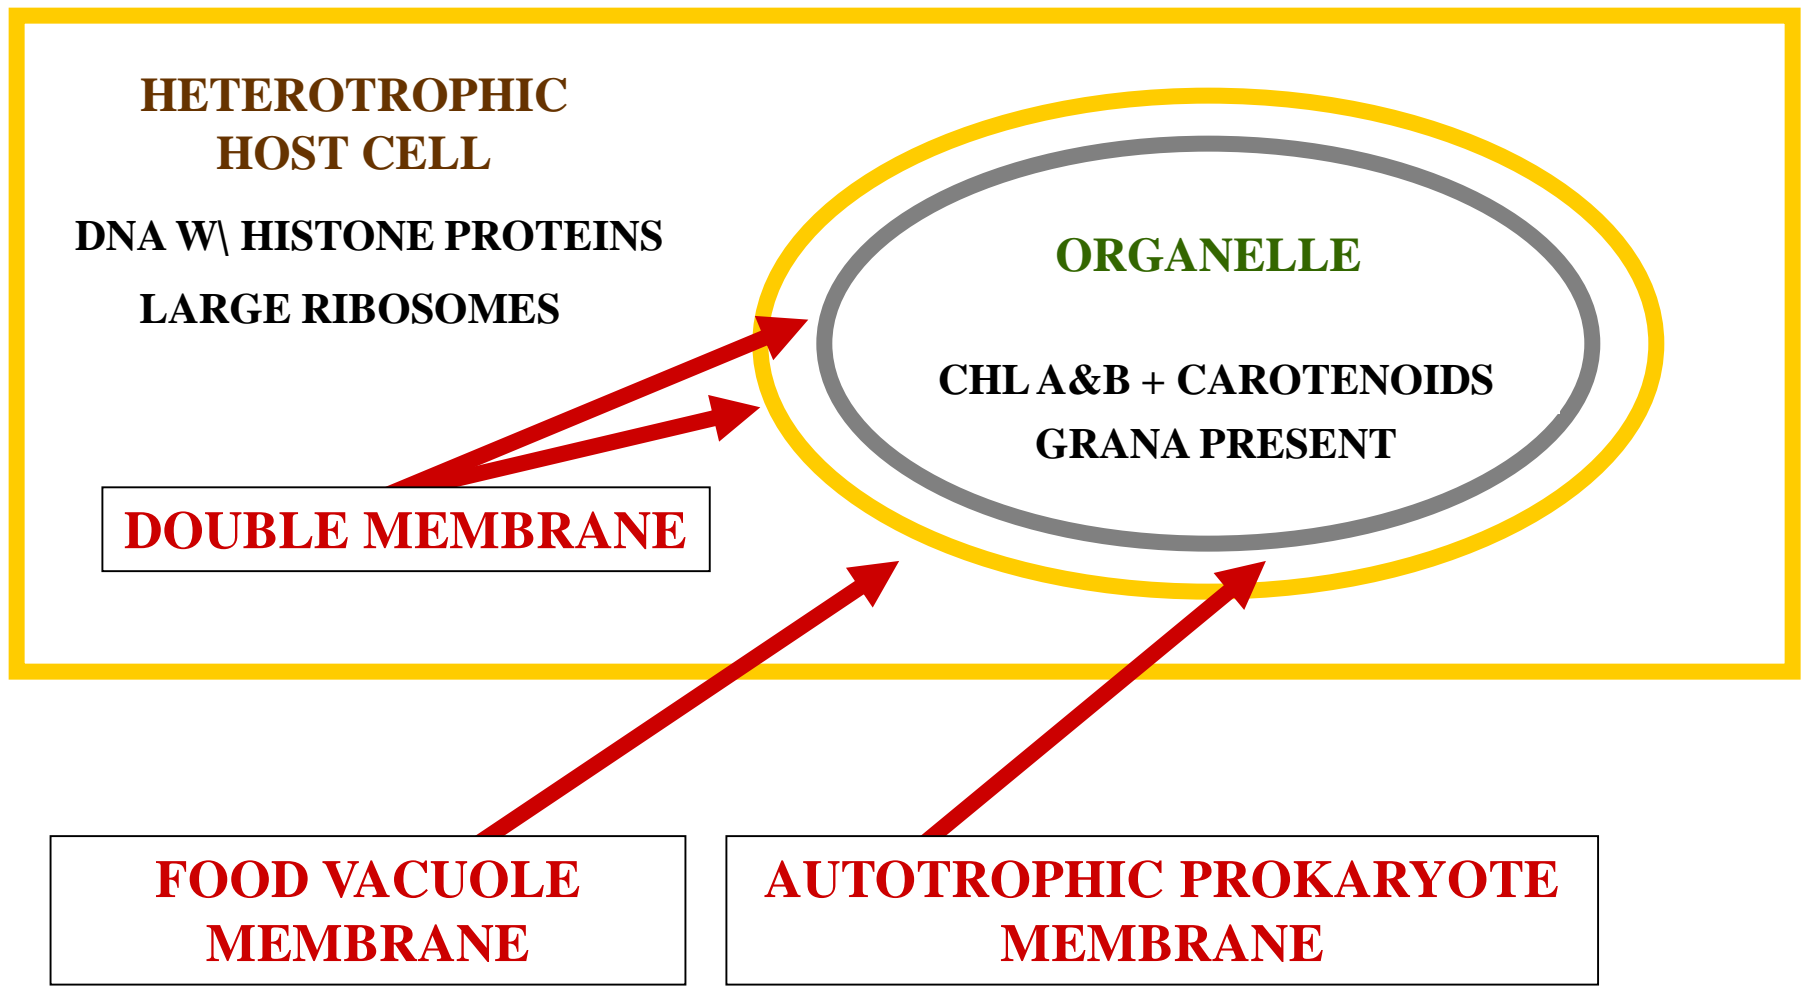 HETEROTROPHIC
HOST CELL
DNA W\ HISTONE PROTEINS
LARGE RIBOSOMES
ORGANELLE
CHL A&B + CAROTENOIDS
GRANA PRESENT
DOUBLE MEMBRANE
FOOD VACUOLE
MEMBRANE
AUTOTROPHIC PROKARYOTE
MEMBRANE